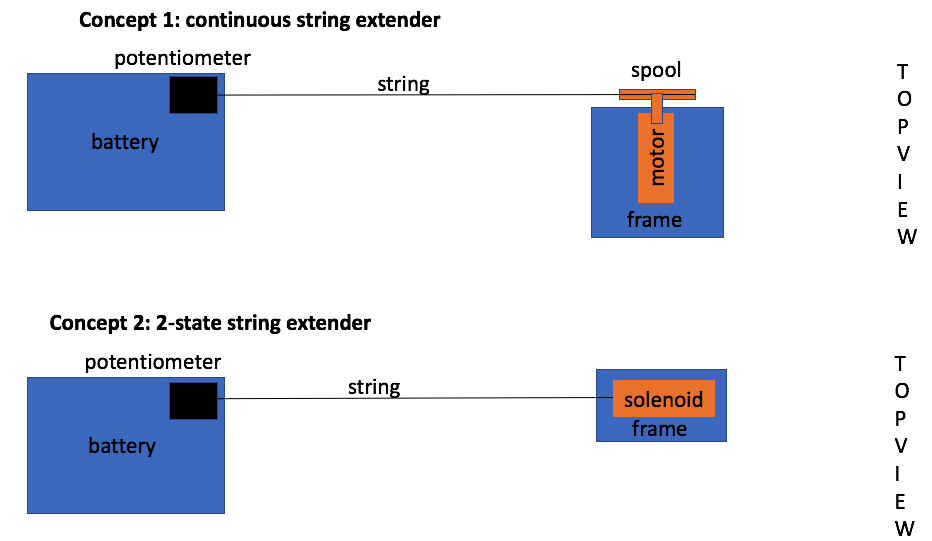 Concept 1: continuous string extender
potentiometer
string
spool
battery
motor
frame
T
O
P
V
I
E
W
Concept 2: 2-state string extender
potentiometer
string
battery
solenoid
frame
T
O
P
V
I
E
W